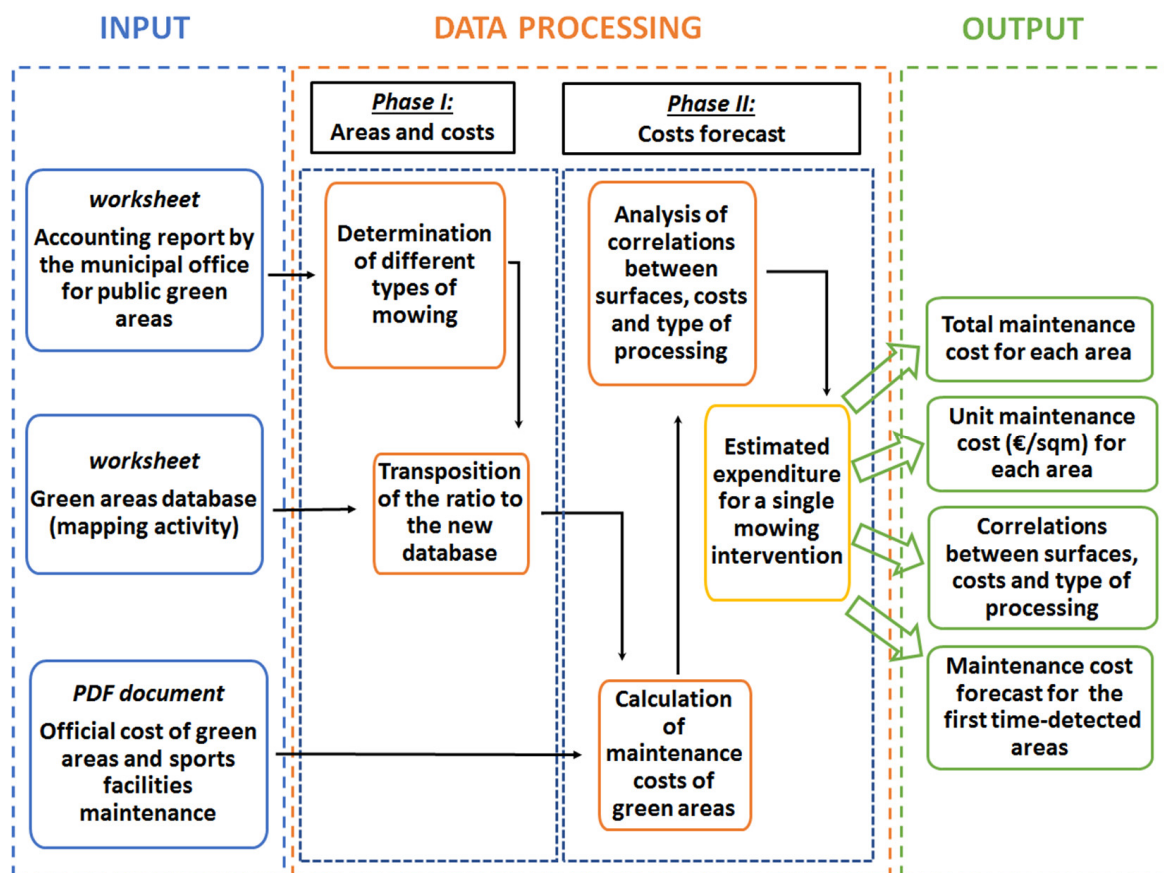 INPUT
DATA PROCESSING
OUTPUT
Phase I:
Areas and costs
Phase II:
Costs forecast
worksheet
Accounting report by
the municipal office
for public green
areas
worksheet
Green areas database
(mapping activity)
PDF document
Official cost of green
areas and sports
facilities
maintenance
Determination
of different
types of
mowing
Transposition
of the ratio to
the new
database
Analysis of
correlations
between
surfaces, costs
and type of
processing
Estimated
expenditure
for a single
mowing
intervention
Calculation
of
maintenance
costs of
green areas
Total maintenance
cost for each area
Unit maintenance
cost (€/sqm) for
each area
Correlations
between surfaces,
costs and type of
processing
Maintenance cost
forecast for the
first time-detected
areas